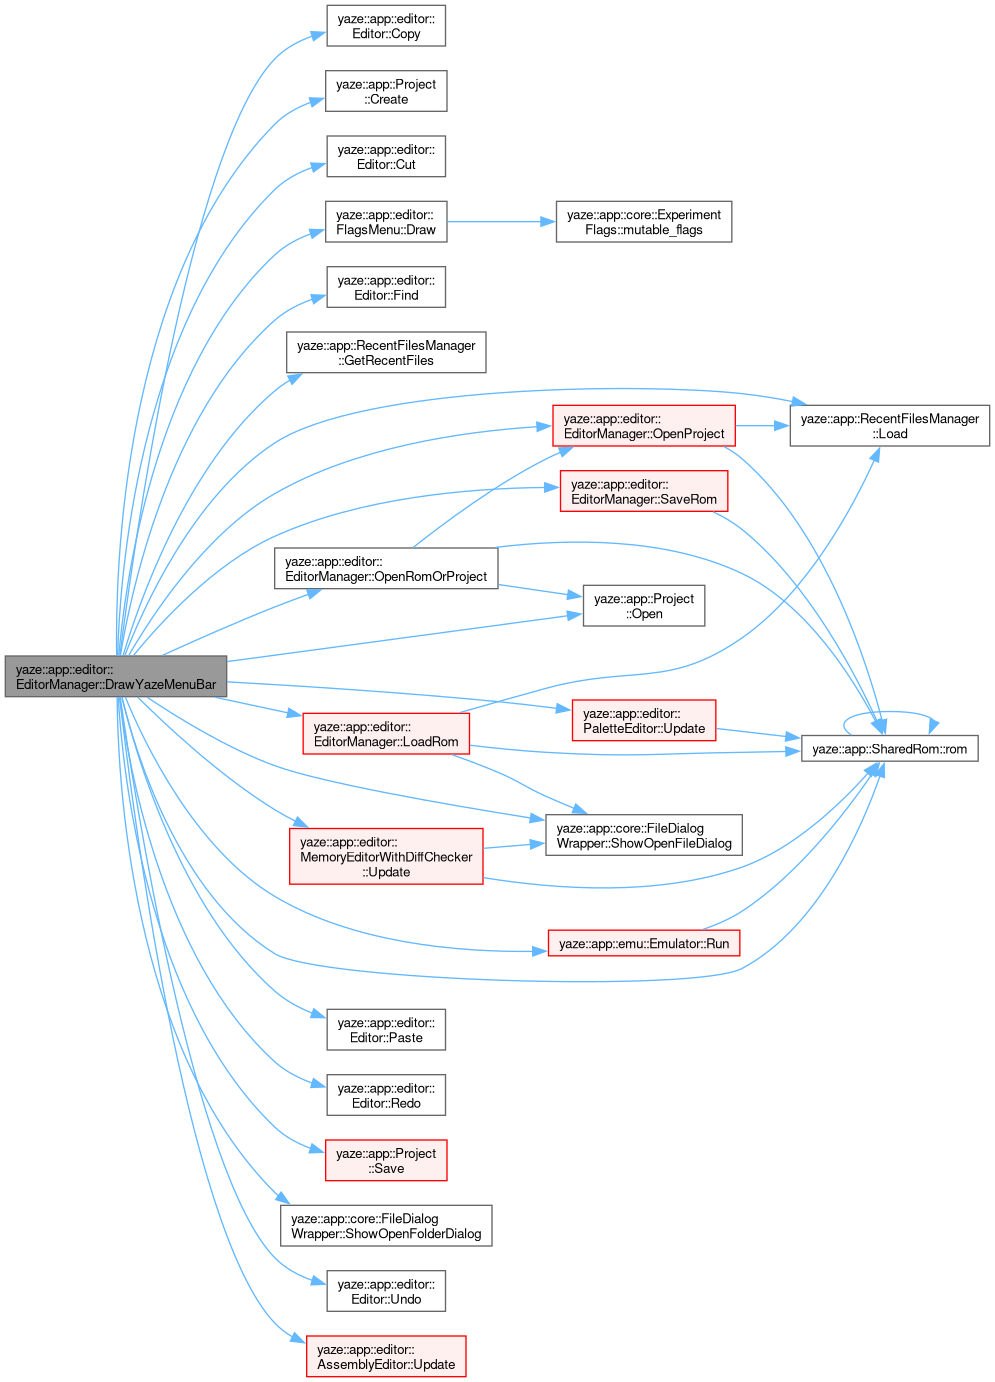 yaze::app::editor::
Editor::Copy
yaze::app::Project
::Create
yaze::app::editor::
Editor::Cut
yaze::app::editor::
FlagsMenu::Draw
yaze::app::core::Experiment
Flags::mutable_flags
yaze::app::editor::
Editor::Find
yaze::app::RecentFilesManager
::GetRecentFiles
yaze::app::editor::
EditorManager::OpenProject
yaze::app::RecentFilesManager
::Load
yaze::app::editor::
EditorManager::SaveRom
yaze::app::editor::
EditorManager::OpenRomOrProject
yaze::app::Project
::Open
yaze::app::editor::
EditorManager::DrawYazeMenuBar
yaze::app::editor::
EditorManager::LoadRom
yaze::app::editor::
PaletteEditor::Update
yaze::app::SharedRom::rom
yaze::app::editor::
MemoryEditorWithDiffChecker
::Update
yaze::app::core::FileDialog
Wrapper::ShowOpenFileDialog
yaze::app::emu::Emulator::Run
yaze::app::editor::
Editor::Paste
yaze::app::editor::
Editor::Redo
yaze::app::Project
::Save
yaze::app::core::FileDialog
Wrapper::ShowOpenFolderDialog
yaze::app::editor::
Editor::Undo
yaze::app::editor::
AssemblyEditor::Update